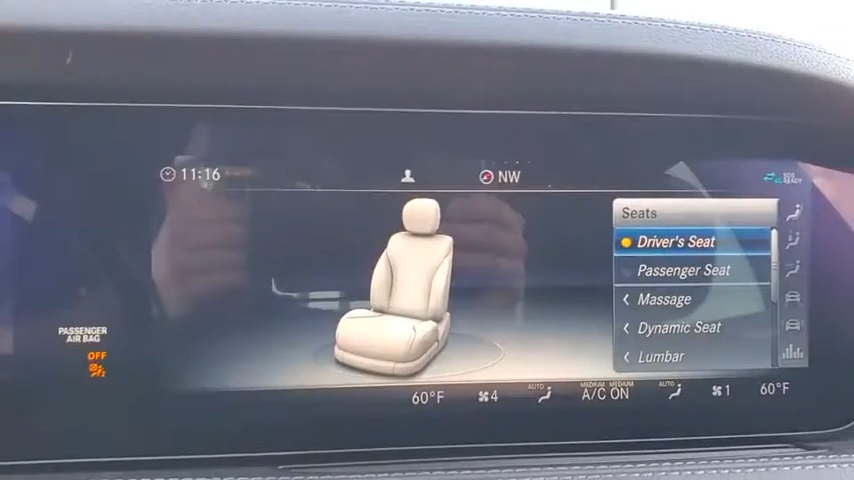 11:16
NW
SOS
READY
Seats
Driver's Seat
Passenger Seat
Massage
Dynamic Seat
Lumbar
PASSENGER
AIR BAG
OFF
60°F
4
AUTO
MEDIUM MEDIUM
A/C ON
AUTO
1
60°F